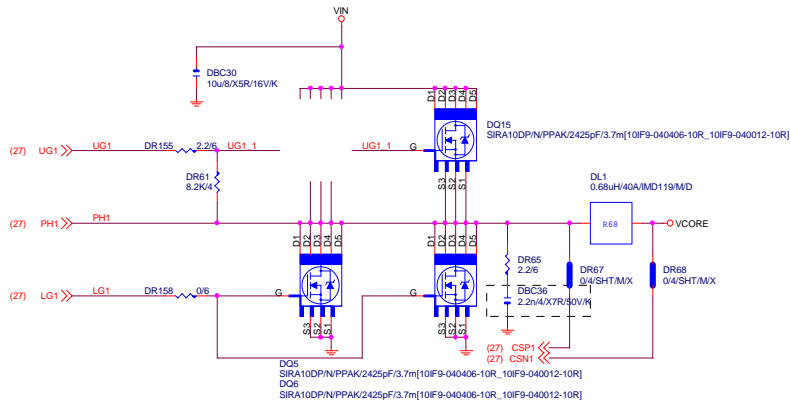 VIN
DBC30
10u/8/X5R/16V/K
D1 D2 D3 D4 D5
DQ15
SIRA10DP/N/PPAK/2425pF/3.7m[10IF9-040406-10R_10IF9-040012-10R]
(27) UG1 UG1 DR155 2.2/6 UG1_1 UG1_1 G
S3 S2 S1
DR61
8.2K/4
DL1
0.68uH/40A/IMD119/M/D
(27) PH1 PH1 R68 VCORE
D1 D2 D3 D4 D5 D1 D2 D3 D4 D5
DR65
2.2/6
DR67
0/4/SHT/M/X
DR68
0/4/SHT/M/X
(27) LG1 LG1 DR158 0/6 G G
DBC36
2.2n/4/X7R/50V/K
S3 S2 S1 S3 S2 S1
(27) CSP1
(27) CSN1
DQ5
SIRA10DP/N/PPAK/2425pF/3.7m[10IF9-040406-10R_10IF9-040012-10R]
DQ6
SIRA10DP/N/PPAK/2425pF/3.7m[10IF9-040406-10R_10IF9-040012-10R]